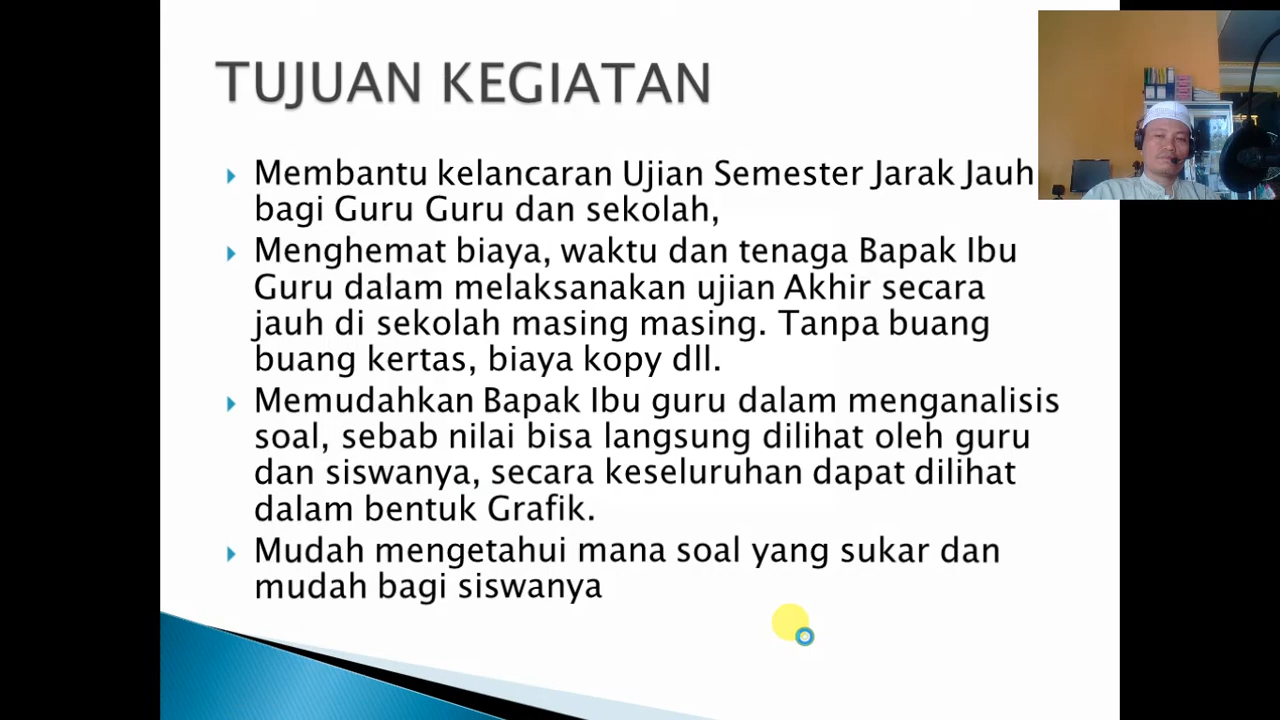 TUJUAN KEGIATAN
Membantu kelancaran Ujian Semester Jarak Jauh
bagi Guru Guru dan sekolah,
Menghemat biaya, waktu dan tenaga Bapak Ibu
Guru dalam melaksanakan ujian Akhir secara
jauh di sekolah masing masing. Tanpa buang
buang kertas, biaya kopy dll.
Memudahkan Bapak Ibu guru dalam menganalisis
soal, sebab nilai bisa langsung dilihat oleh guru
dan siswanya, secara keseluruhan dapat dilihat
dalam bentuk Grafik.
Mudah mengetahui mana soal yang sukar dan
mudah bagi siswanya